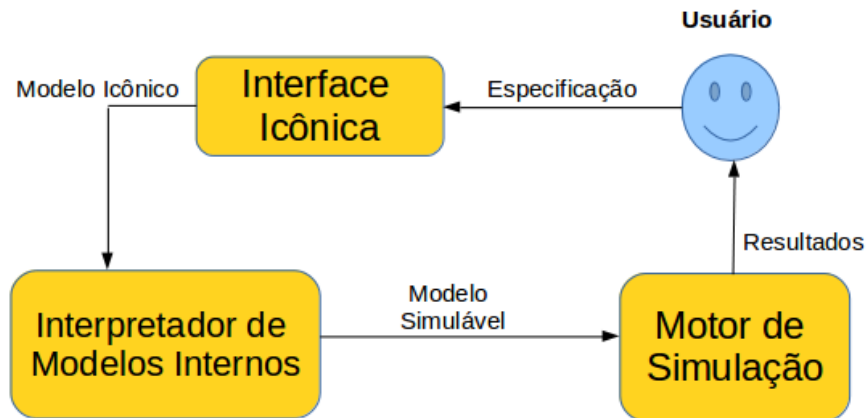 Usuário
Modelo Icônico
Interface
Icônica
Especificação
Resultados
Modelo
Simulável
Interpretador de
Modelos Internos
Motor de
Simulação